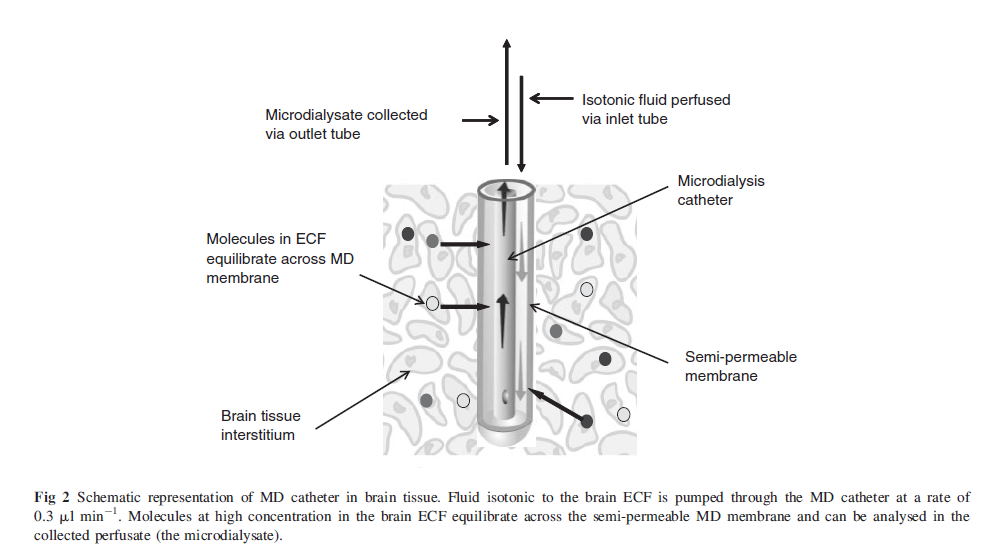 Microdialysate collected
via outlet tube
Isotonic fluid perfused
via inlet tube
Microdialysis
catheter
Molecules in ECF
equilibrate across MD
membrane
Semi-permeable
membrane
Brain tissue
interstitium
Fig 2 Schematic representation of MD catheter in brain tissue. Fluid isotonic to the brain ECF is pumped through the MD catheter at a rate of
0.3 μl min⁻¹. Molecules at high concentration in the brain ECF equilibrate across the semi-permeable MD membrane and can be analysed in the
collected perfusate (the microdialysate).